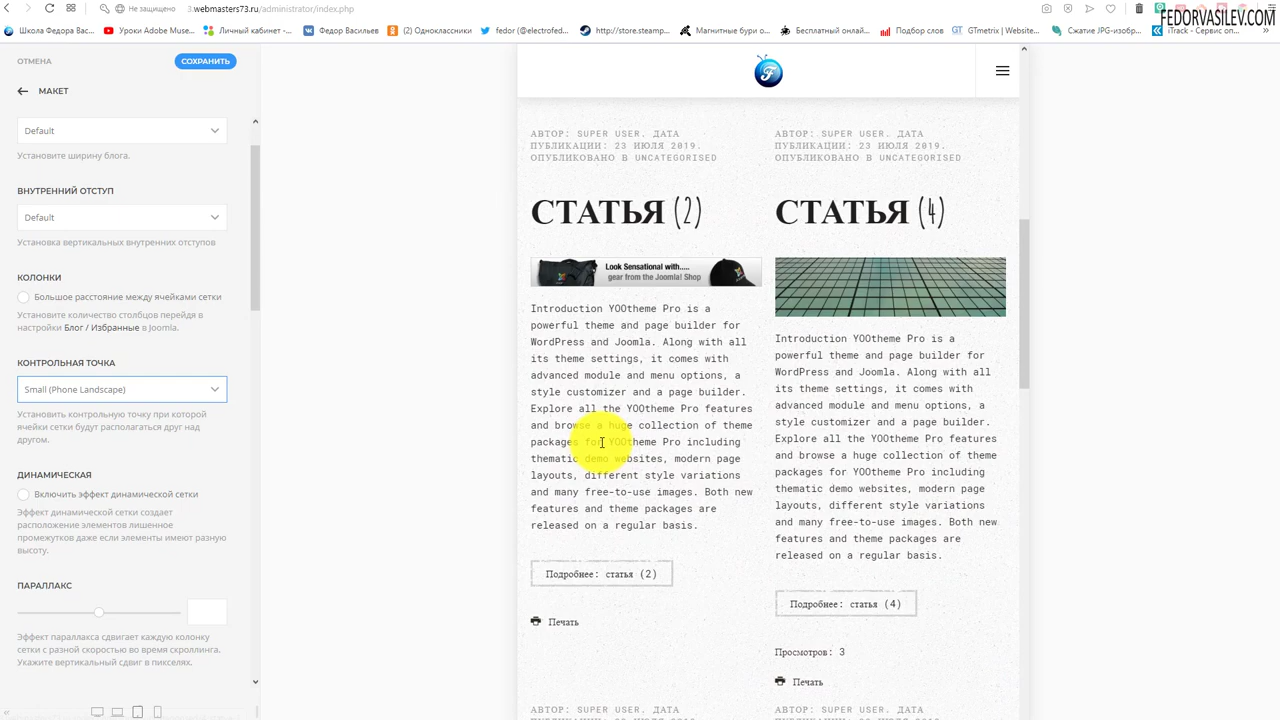 Не защищено
3.webmasters73.ru/administrator/index.php
FEDORVASILEV.COM
Школа Федора Вас...
Уроки Adobe Muse...
Личный кабинет -...
Федор Васильев
(2) Одноклассники
fedor (@electrofed...
http://store.steamp...
Магнитные бури о...
Бесплатный онлай...
Подбор слов
GTmetrix | Website...
Сжатие JPG-изобр...
iTrack - Сервис оп...
ОТМЕНА
СОХРАНИТЬ
МАКЕТ
Default
Установите ширину блога.
ВНУТРЕННИЙ ОТСТУП
Default
Установка вертикальных внутренних отступов
КОЛОНКИ
Большое расстояние между ячейками сетки
Установите количество столбцов перейдя в
настройки Блог / Избранные в Joomla.
КОНТРОЛЬНАЯ ТОЧКА
Small (Phone Landscape)
Установить контрольную точку при которой
ячейки сетки будут располагаться друг над
другом.
ДИНАМИЧЕСКАЯ
Включить эффект динамической сетки
Эффект динамической сетки создает
расположение элементов лишенное
промежутков даже если элементы имеют разную
высоту.
ПАРАЛЛАКС
Эффект параллакса сдвигает каждую колонку
сетки с разной скоростью во время скроллинга.
Укажите вертикальный сдвиг в пикселях.
АВТОР: SUPER USER. ДАТА
ПУБЛИКАЦИИ: 23 ИЮЛЯ 2019.
ОПУБЛИКОВАНО В UNCATEGORISED
СТАТЬЯ (2)
Look Sensational with.....
gear from the Joomla! Shop
Introduction YOOtheme Pro is a
powerful theme and page builder for
WordPress and Joomla. Along with all
its theme settings, it comes with
advanced module and menu options, a
style customizer and a page builder.
Explore all the YOOtheme Pro features
and browse a huge collection of theme
packages for YOOtheme Pro including
thematic demo websites, modern page
layouts, different style variations
and many free-to-use images. Both new
features and theme packages are
released on a regular basis.
Подробнее: статья (2)
Печать
АВТОР: SUPER USER. ДАТА
АВТОР: SUPER USER. ДАТА
ПУБЛИКАЦИИ: 23 ИЮЛЯ 2019.
ОПУБЛИКОВАНО В UNCATEGORISED
СТАТЬЯ (4)
Introduction YOOtheme Pro is a
powerful theme and page builder for
WordPress and Joomla. Along with all
its theme settings, it comes with
advanced module and menu options, a
style customizer and a page builder.
Explore all the YOOtheme Pro features
and browse a huge collection of theme
packages for YOOtheme Pro including
thematic demo websites, modern page
layouts, different style variations
and many free-to-use images. Both new
features and theme packages are
released on a regular basis.
Подробнее: статья (4)
Просмотров: 3
Печать
АВТОР: SUPER USER. ДАТА